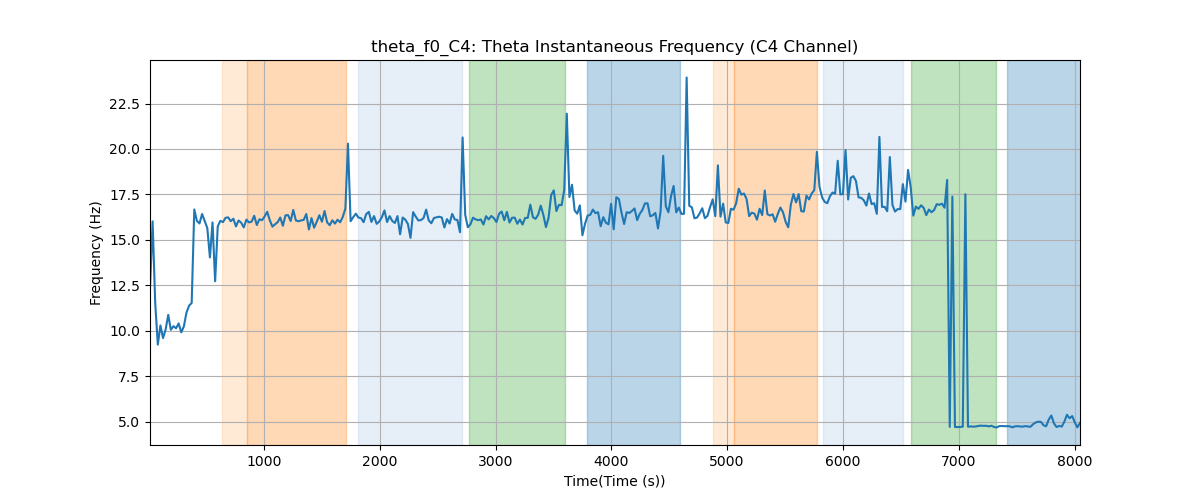 theta_f0_C4: Theta Instantaneous Frequency (C4 Channel)
Frequency (Hz)
22.5
20.0
17.5
15.0
12.5
10.0
7.5
5.0
1000 2000 3000 4000 5000 6000 7000 8000
Time(Time (s))